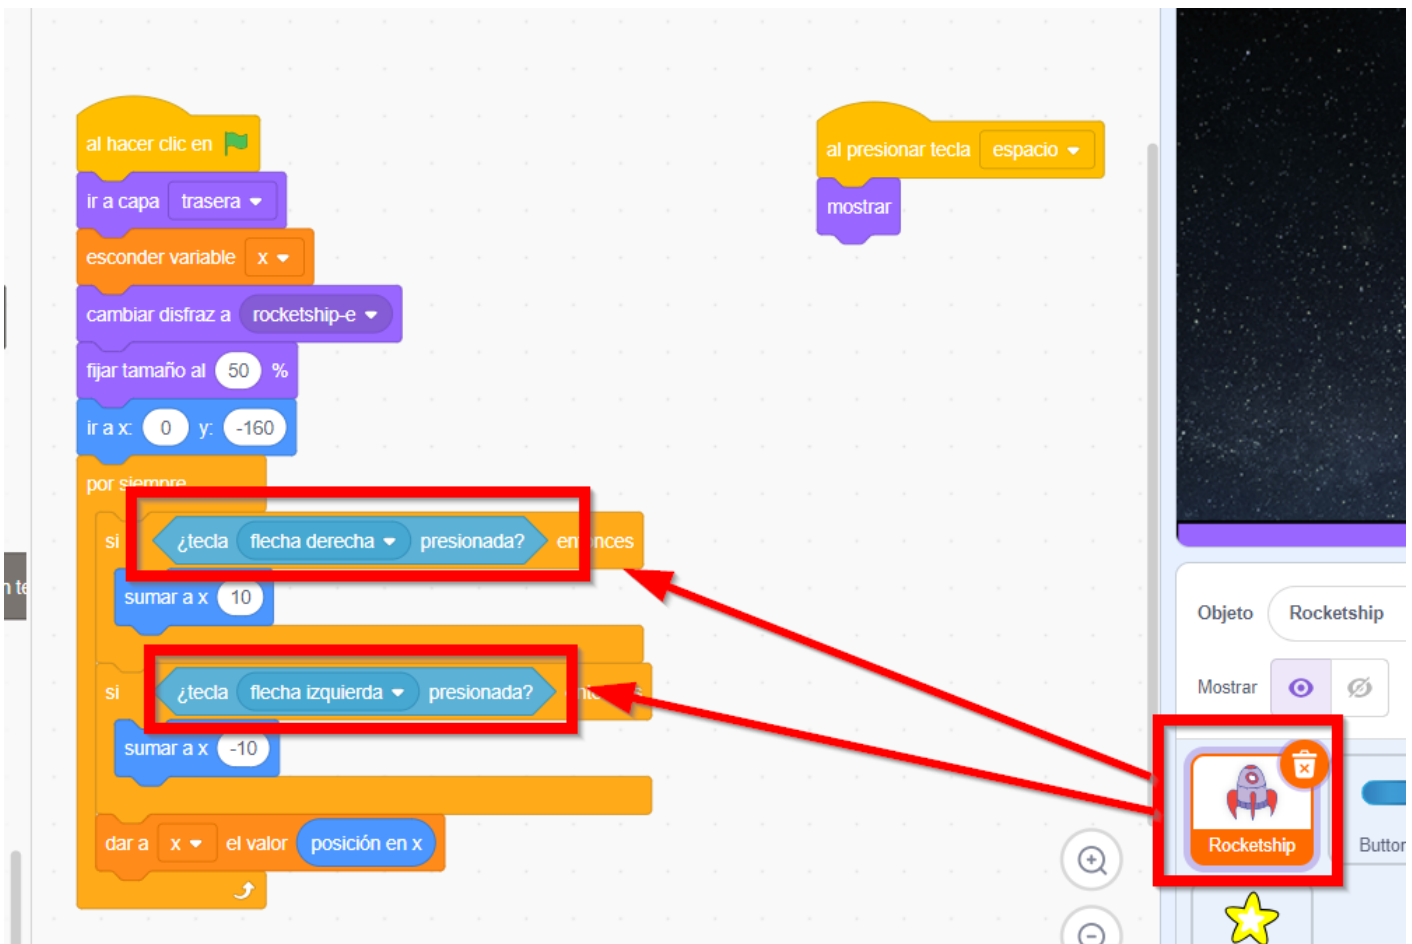 al hacer clic en
ir a capa trasera
esconder variable x
cambiar disfraz a rocketship-e
fijar tamaño al 50 %
ir a x: 0 y: -160
por siempre
si ¿tecla flecha derecha presionada? entonces
sumar a x 10
si ¿tecla flecha izquierda presionada?
sumar a x -10
dar a x el valor posición en x
al presionar tecla espacio
mostrar
Objeto Rocketship
Mostrar
Rocketship
Button